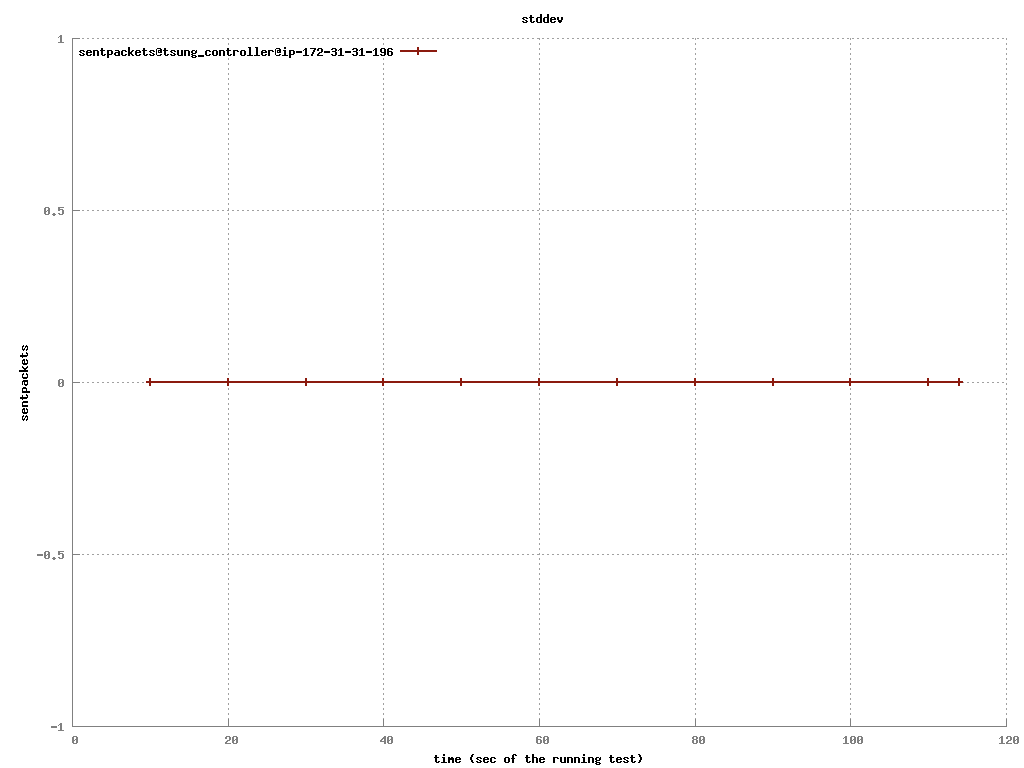 stddev
sentpackets@tsung_controller@ip-172-31-31-196
1
0.5
0
-0.5
-1
sentpackets
0 20 40 60 80 100 120
time (sec of the running test)